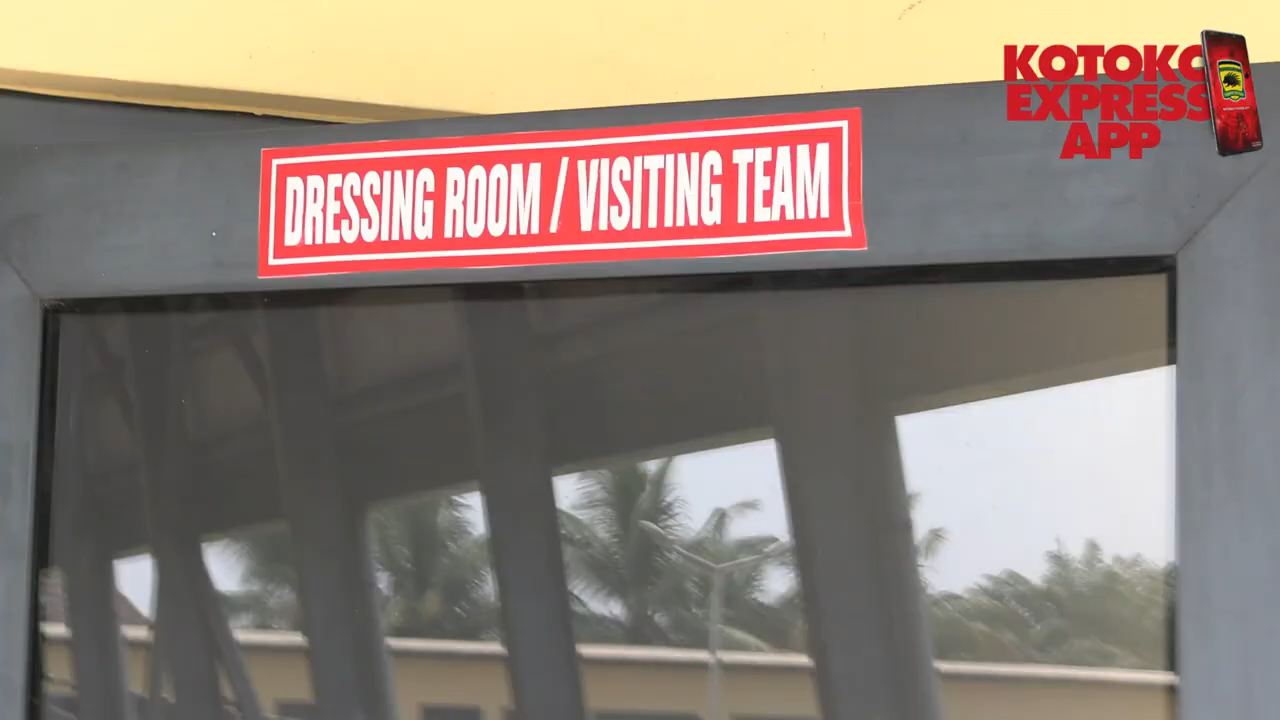 KOTOKO
EXPRESS
APP
DRESSING ROOM / VISITING TEAM